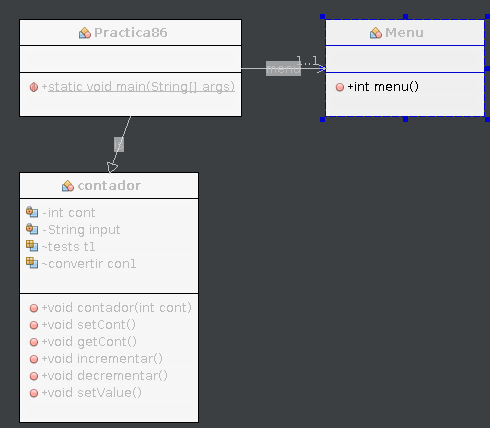 Practica86
+static void main(String[] args)
menu
1..1
Menu
+int menu()
/
contador
-int cont
-String input
~tests t1
~convertir con1
+void contador(int cont)
+void setCont()
+void getCont()
+void incrementar()
+void decrementar()
+void setValue()